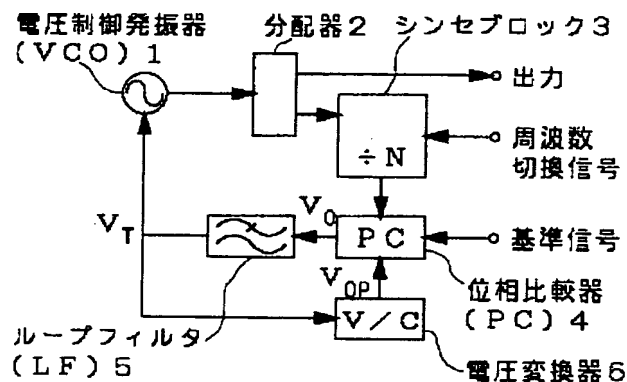 電圧制御発振器
(VCO)1
分配器2
シンセブロック3
出力
÷N
周波数
切換信号
V_T
V_O
PC
基準信号
V_OP
位相比較器
(PC)4
V/C
ループフィルタ
(LF)5
電圧変換器6